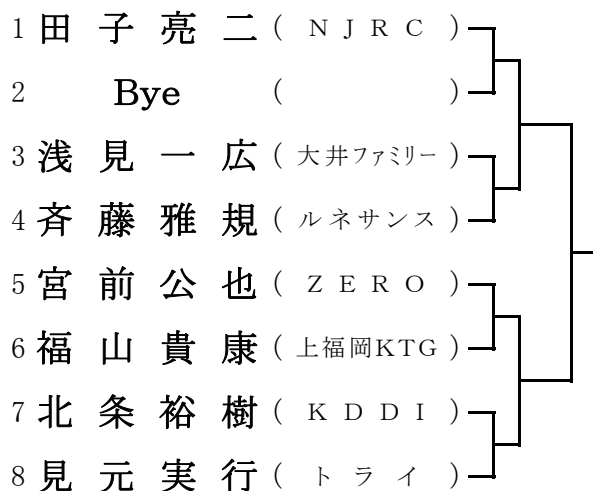 1 田子亮二 ( NJRC )
2 Bye ( )
3 浅見一広 ( 大井ファミリー )
4 斉藤雅規 ( ルネサンス )
5 宮前公也 ( ZERO )
6 福山貴康 ( 上福岡KTG )
7 北条裕樹 ( KDDI )
8 見元実行 ( トライ )